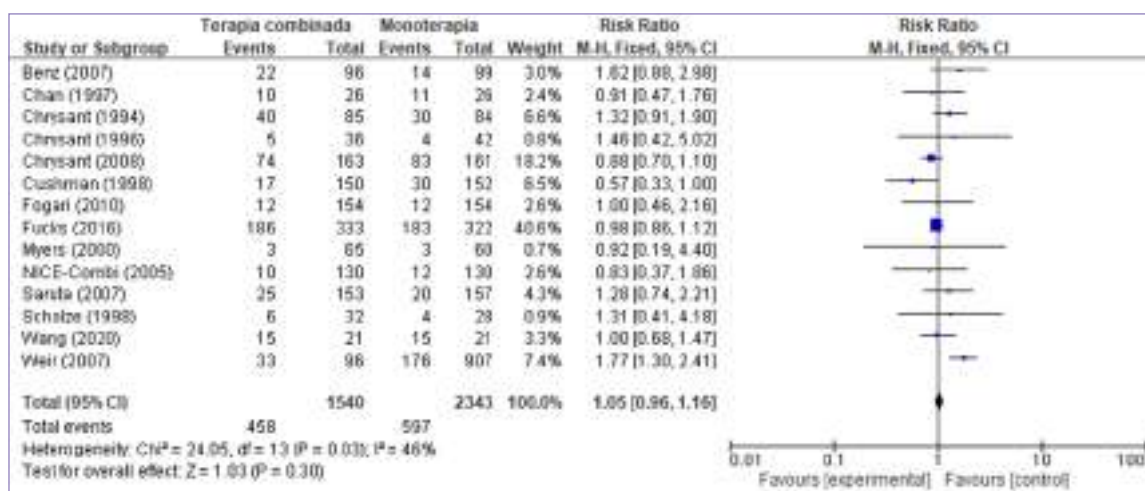 Terapia combinada Monoterapia Risk Ratio Risk Ratio
Study or Subgroup Events Total Events Total Weight M-H, Fixed, 95% CI M-H, Fixed, 95% CI
Benz (2007) 22 96 14 99 3.0% 1.62 [0.88, 2.98]
Chan (1997) 10 26 11 26 2.4% 0.91 [0.47, 1.76]
Chrysant (1994) 40 85 30 84 6.6% 1.32 [0.91, 1.90]
Chrysant (1996) 5 36 4 42 0.8% 1.46 [0.42, 5.02]
Chrysant (2008) 74 163 83 161 18.2% 0.88 [0.70, 1.10]
Cushman (1998) 17 150 30 152 6.5% 0.57 [0.33, 1.00]
Fogari (2010) 12 154 12 154 2.6% 1.00 [0.46, 2.16]
Fucks (2016) 186 333 183 322 40.6% 0.98 [0.86, 1.12]
Myers (2000) 3 65 3 60 0.7% 0.92 [0.19, 4.40]
NICE-Combi (2005) 10 130 12 130 2.6% 0.83 [0.37, 1.86]
Saruta (2007) 25 153 20 157 4.3% 1.28 [0.74, 2.21]
Scholze (1998) 6 32 4 28 0.9% 1.31 [0.41, 4.18]
Wang (2020) 15 21 15 21 3.3% 1.00 [0.68, 1.47]
Weir (2007) 33 96 176 907 7.4% 1.77 [1.30, 2.41]
Total (95% CI) 1540 2343 100.0% 1.05 [0.96, 1.16]
Total events 458 597
Heterogeneity: Chi² = 24.05, df = 13 (P = 0.03); I² = 46%
Test for overall effect: Z = 1.03 (P = 0.30)
0.01 0.1 1 10 100
Favours [experimental] Favours [control]